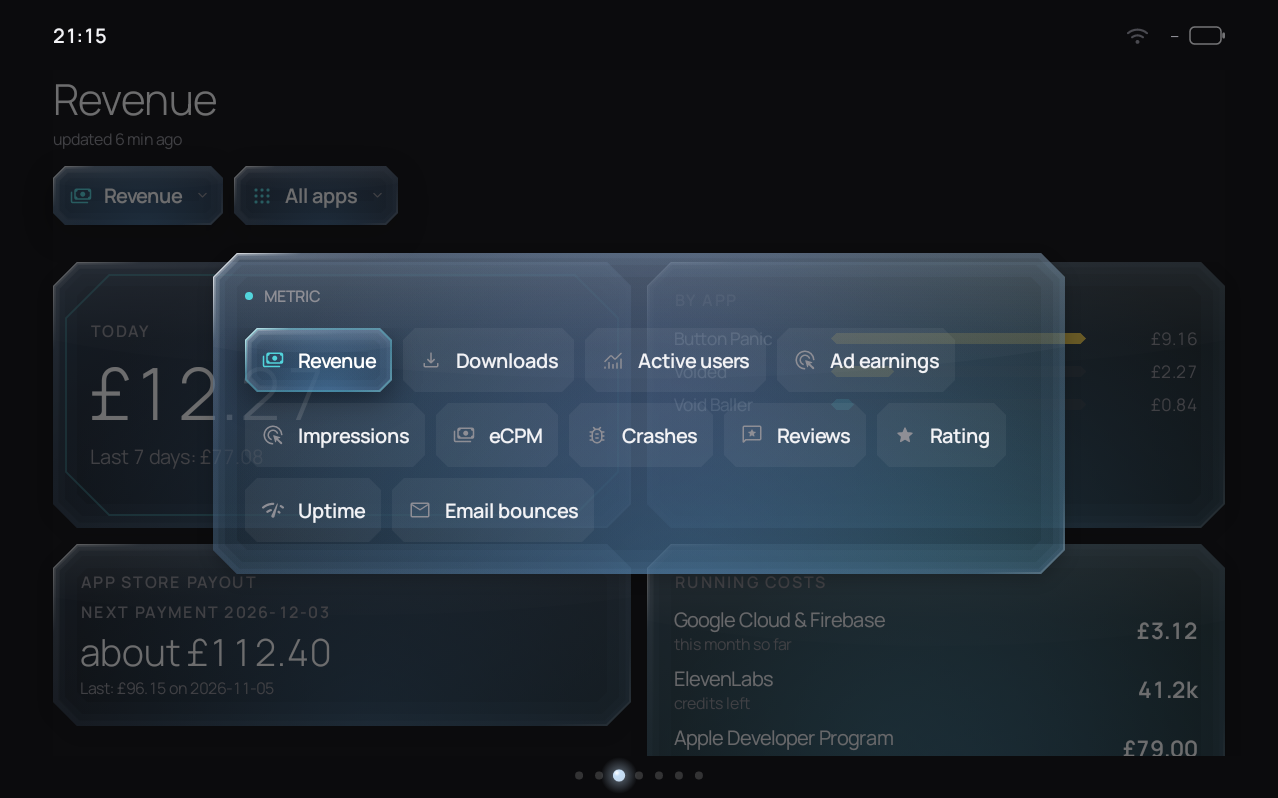 21:15
Revenue
updated 6 min ago
Revenue
All apps
METRIC
Revenue
Downloads
Active users
Ad earnings
Impressions
eCPM
Crashes
Reviews
Rating
Uptime
Email bounces
TODAY
£12.27
Last 7 days: £77.08
BY APP
Button Panic £9.16
Voided £2.27
Void Baller £0.84
APP STORE PAYOUT
NEXT PAYMENT 2026-12-03
about £112.40
Last: £96.15 on 2026-11-05
RUNNING COSTS
Google Cloud & Firebase £3.12
this month so far
ElevenLabs 41.2k
credits left
Apple Developer Program £79.00